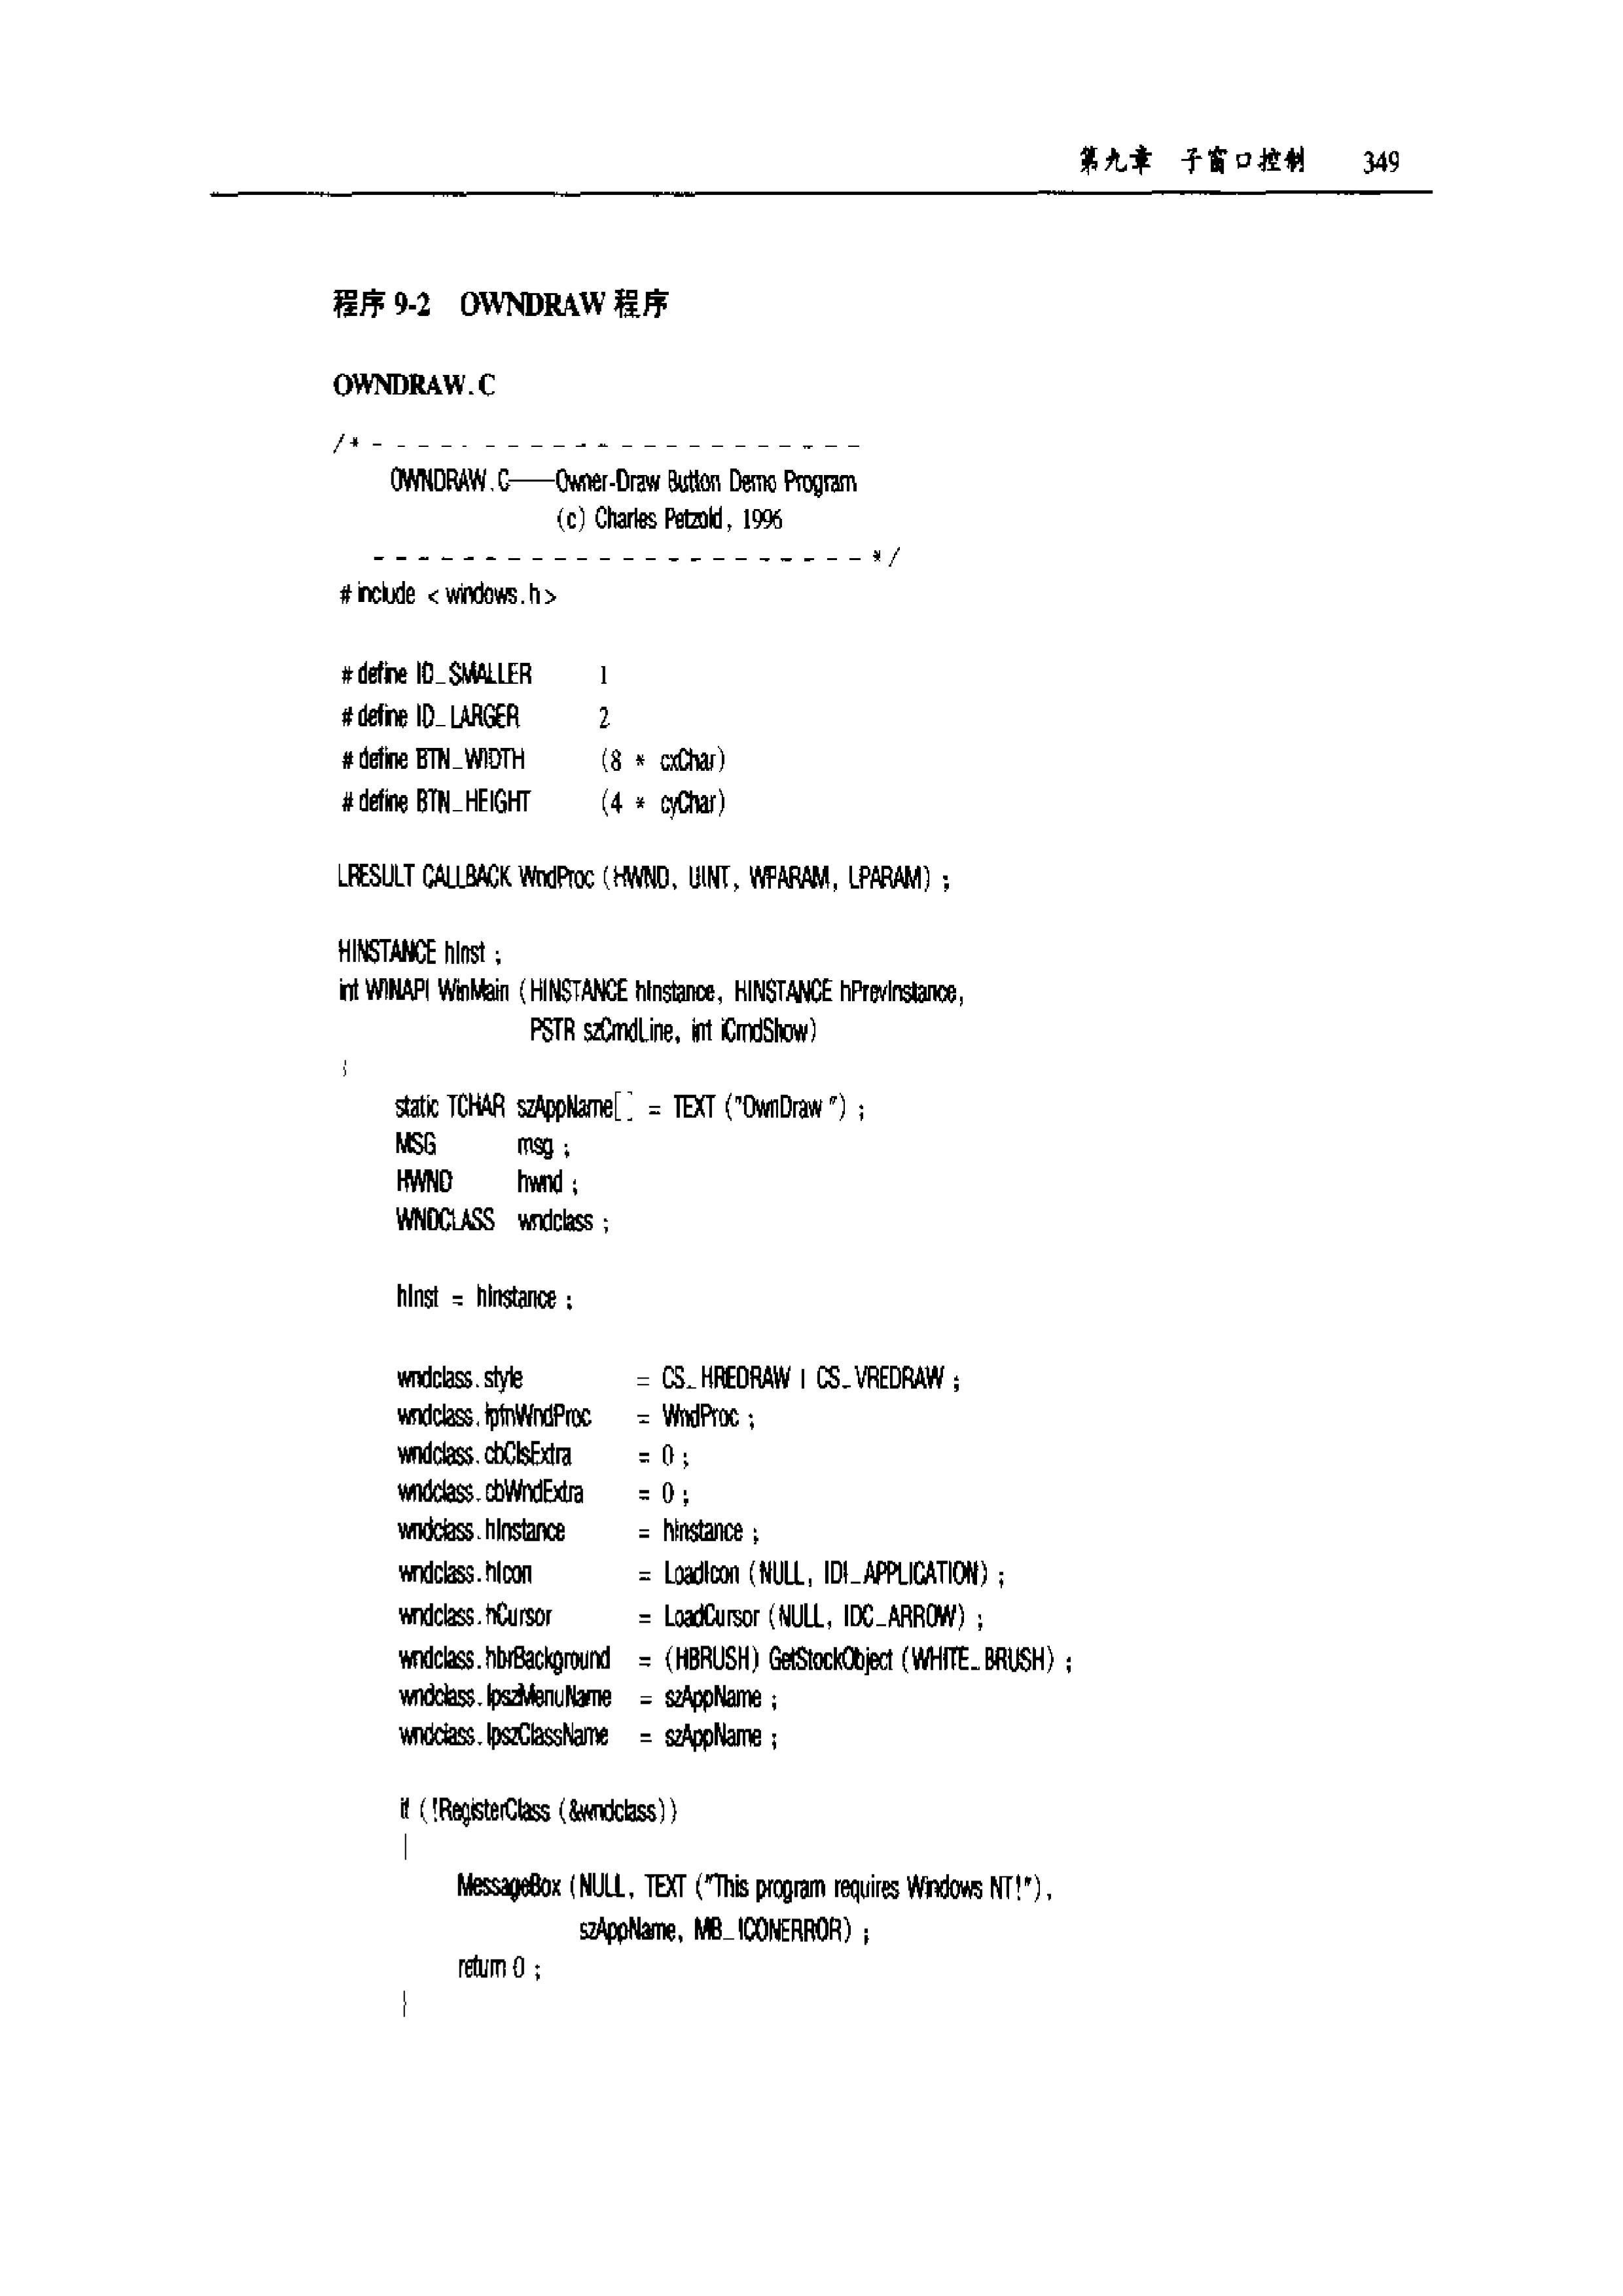 第九章 子窗口控制 349
程序 9-2 OWNDRAW 程序
OWNDRAW.C
/* - - - - - - - - - - - - - - - - - - - - - -
OWNDRAW.C——Owner-Draw Button Demo Program
(c) Charles Petzold, 1996
- - - - - - - - - - - - - - - - - - - - - - */
#include <windows.h>
#define ID_SMALLER 1
#define ID_LARGER 2
#define BTN_WIDTH (8 * cxChar)
#define BTN_HEIGHT (4 * cyChar)
LRESULT CALLBACK WndProc (HWND, UINT, WPARAM, LPARAM) ;
HINSTANCE hInst ;
int WINAPI WinMain (HINSTANCE hInstance, HINSTANCE hPrevInstance,
PSTR szCmdLine, int iCmdShow)
{
static TCHAR szAppName[] = TEXT ("OwnDraw") ;
MSG msg ;
HWND hwnd ;
WNDCLASS wndclass ;
hInst = hInstance ;
wndclass.style = CS_HREDRAW | CS_VREDRAW ;
wndclass.lpfnWndProc = WndProc ;
wndclass.cbClsExtra = 0 ;
wndclass.cbWndExtra = 0 ;
wndclass.hInstance = hInstance ;
wndclass.hIcon = LoadIcon (NULL, IDI_APPLICATION) ;
wndclass.hCursor = LoadCursor (NULL, IDC_ARROW) ;
wndclass.hbrBackground = (HBRUSH) GetStockObject (WHITE_BRUSH) ;
wndclass.lpszMenuName = szAppName ;
wndclass.lpszClassName = szAppName ;
if (!RegisterClass (&wndclass))
{
MessageBox (NULL, TEXT ("This program requires Windows NT!"),
szAppName, MB_ICONERROR) ;
return 0 ;
}